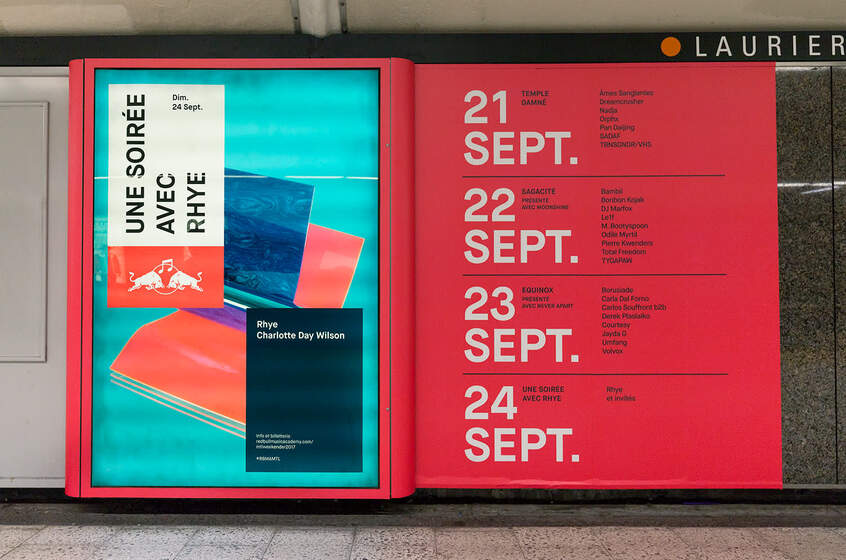 LAURIER
UNE SOIRÉE
AVEC
RHYE
Dim.
24 Sept.
Rhye
Charlotte Day Wilson
Info et billetterie
redbullmusicacademy.com/
mtlweekender2017
#RBMAMTL
21
SEPT.
TEMPLE
DAMNÉ
Âmes Sanglantes
Dreamcrusher
Nadja
Orphx
Pan Daijing
SADAF
TRNSGNDR/VHS
22
SEPT.
SAGACITÉ
PRÉSENTÉ
AVEC MOONSHINE
Bambii
Bonbon Kojak
DJ Marfox
Le1f
M. Bootyspoon
Odile Myrtil
Pierre Kwenders
Total Freedom
TYGAPAW
23
SEPT.
EQUINOX
PRÉSENTÉ
AVEC NEVER APART
Borusiade
Carla Dal Forno
Carlos Souffront b2b
Derek Plaslaiko
Courtesy
Jayda G
Umfang
Volvox
24
SEPT.
UNE SOIRÉE
AVEC RHYE
Rhye
et invités